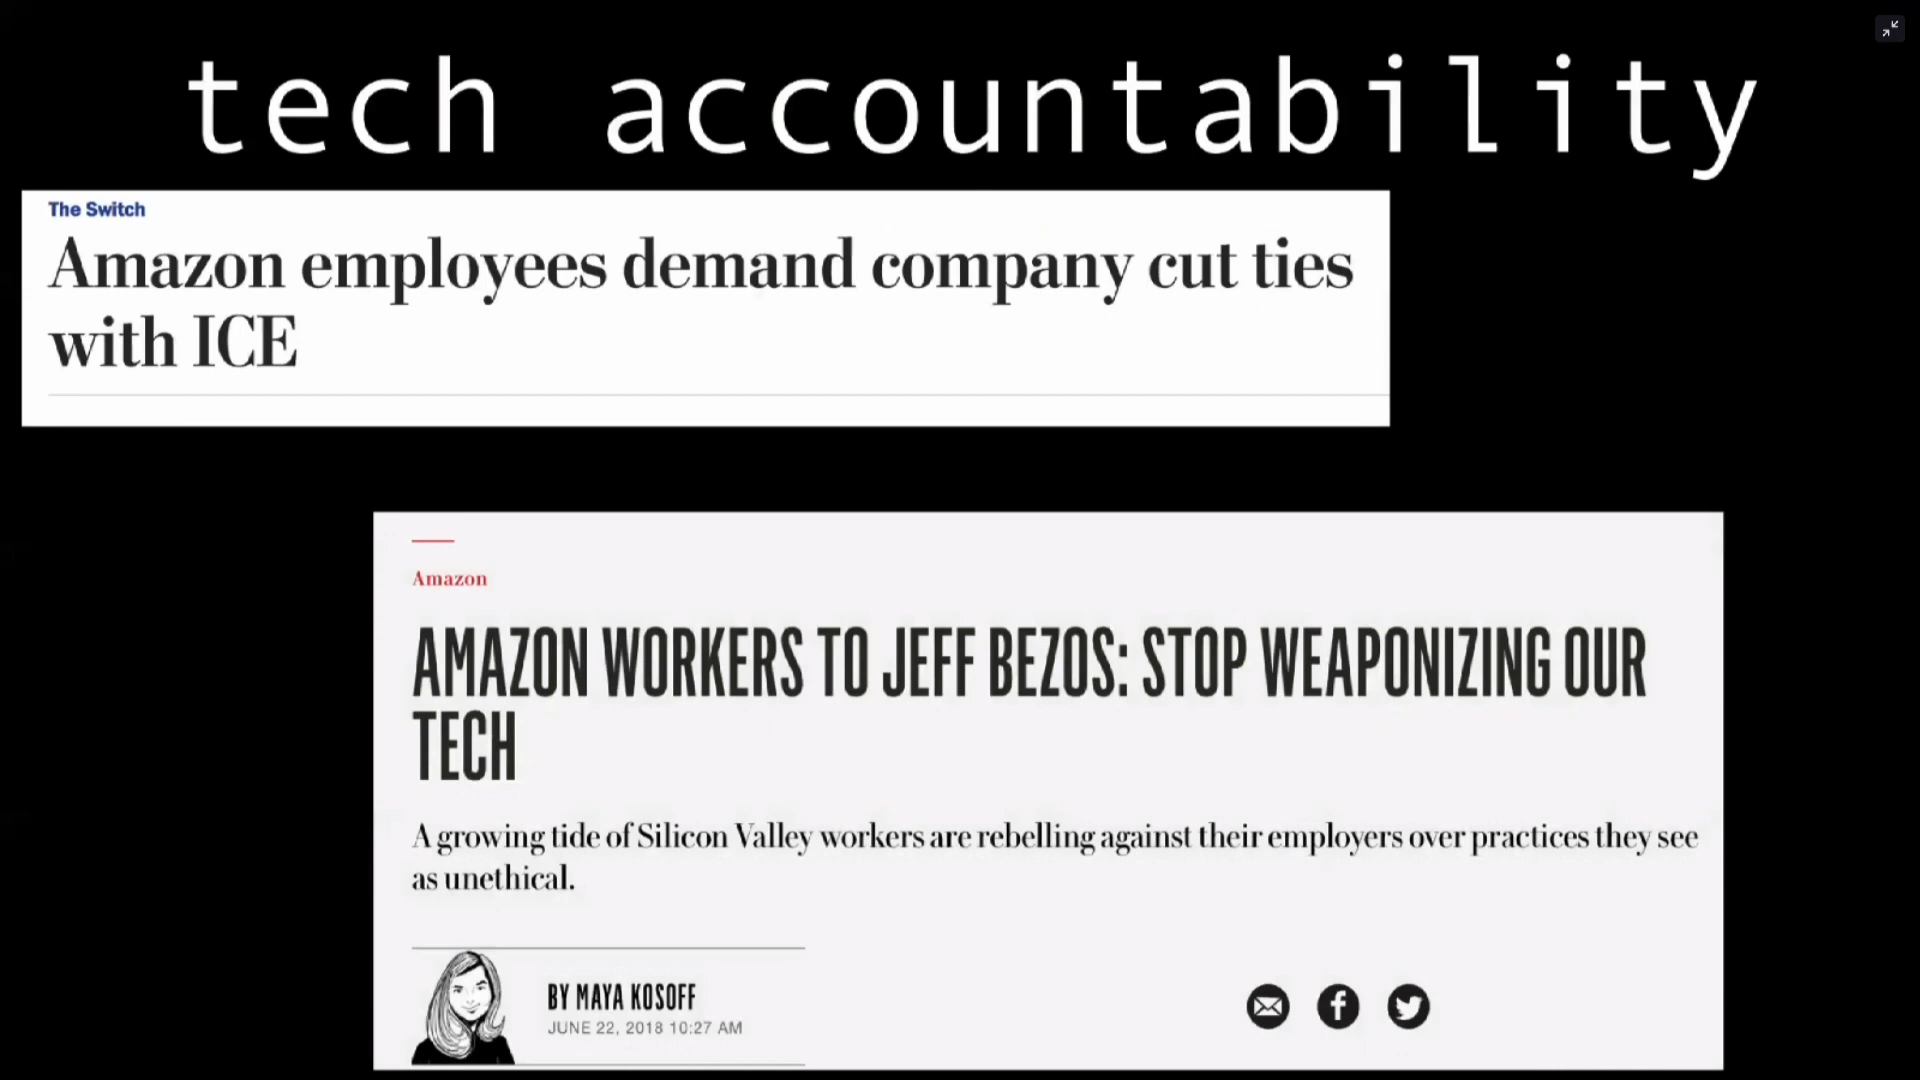 tech accountability
The Switch
Amazon employees demand company cut ties
with ICE
Amazon
AMAZON WORKERS TO JEFF BEZOS: STOP WEAPONIZING OUR
TECH
A growing tide of Silicon Valley workers are rebelling against their employers over practices they see
as unethical.
BY MAYA KOSOFF
JUNE 22, 2018 10:27 AM